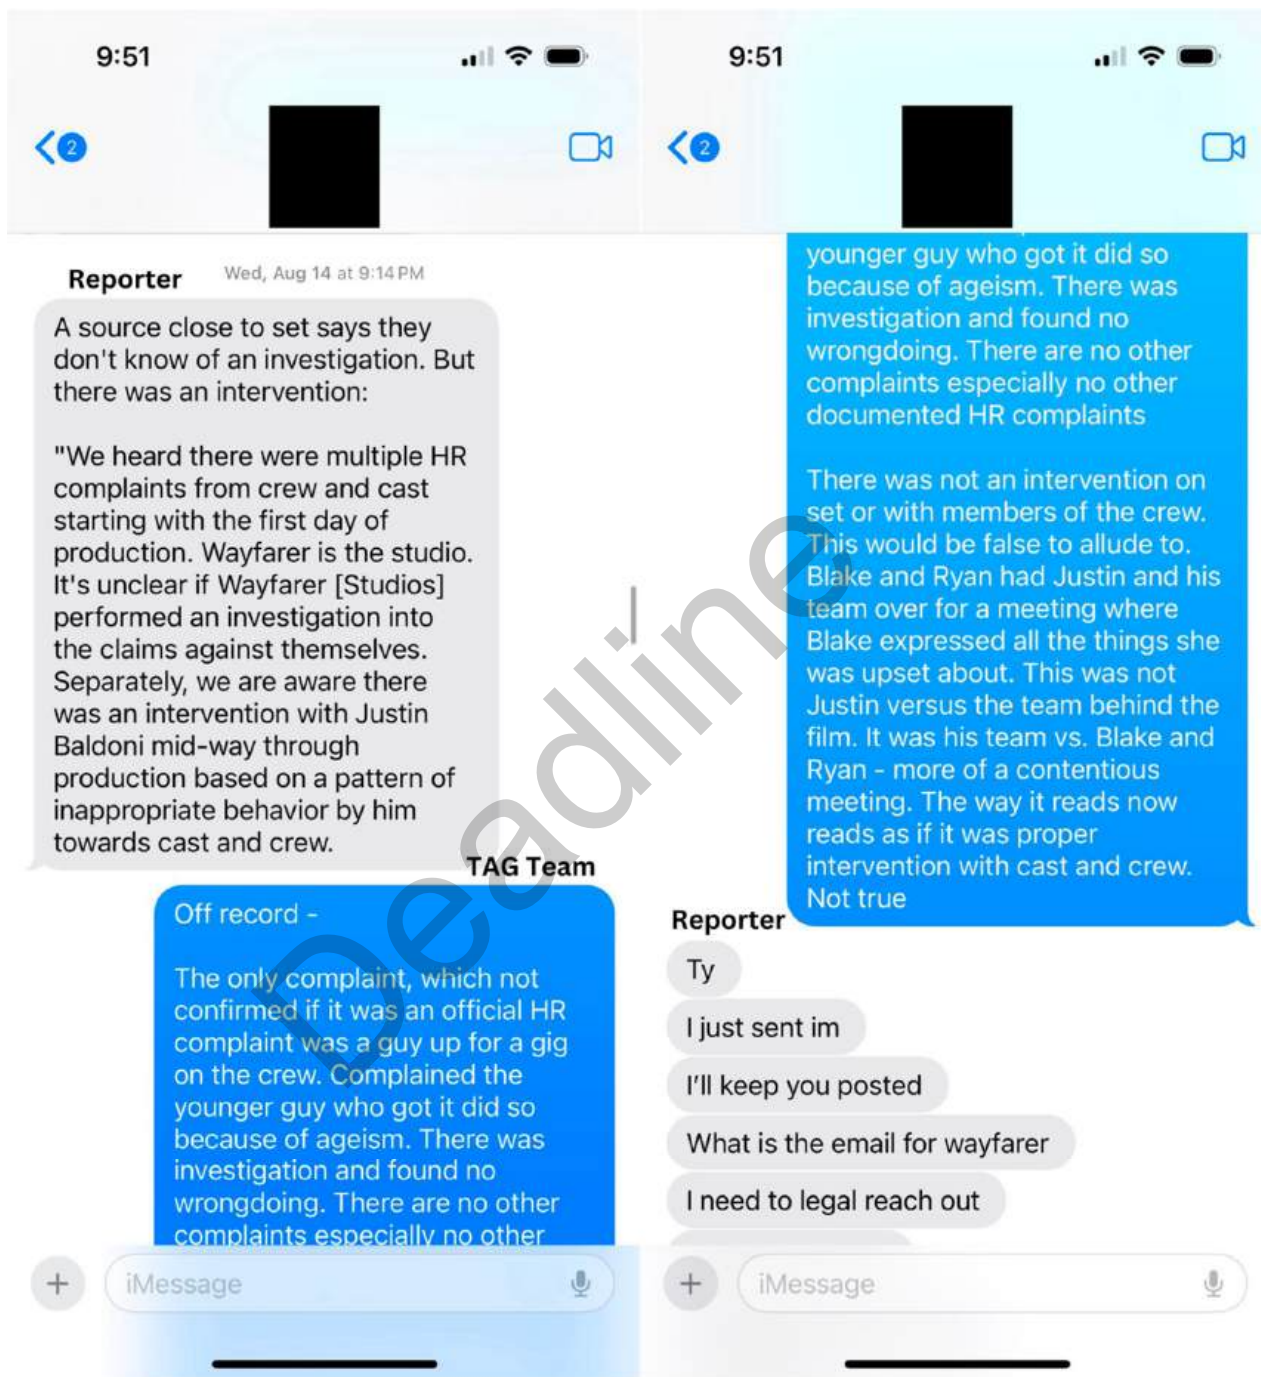 9:51
2
Reporter
Wed, Aug 14 at 9:14 PM
A source close to set says they
don't know of an investigation. But
there was an intervention:
"We heard there were multiple HR
complaints from crew and cast
starting with the first day of
production. Wayfarer is the studio.
It's unclear if Wayfarer [Studios]
performed an investigation into
the claims against themselves.
Separately, we are aware there
was an intervention with Justin
Baldoni mid-way through
production based on a pattern of
inappropriate behavior by him
towards cast and crew.
TAG Team
Off record -
The only complaint, which not
confirmed if it was an official HR
complaint was a guy up for a gig
on the crew. Complained the
younger guy who got it did so
because of ageism. There was
investigation and found no
wrongdoing. There are no other
complaints especially no other
iMessage
9:51
2
younger guy who got it did so
because of ageism. There was
investigation and found no
wrongdoing. There are no other
complaints especially no other
documented HR complaints
There was not an intervention on
set or with members of the crew.
This would be false to allude to.
Blake and Ryan had Justin and his
team over for a meeting where
Blake expressed all the things she
was upset about. This was not
Justin versus the team behind the
film. It was his team vs. Blake and
Ryan - more of a contentious
meeting. The way it reads now
reads as if it was proper
intervention with cast and crew.
Not true
Reporter
Ty
I just sent im
I'll keep you posted
What is the email for wayfarer
I need to legal reach out
iMessage
Deadline